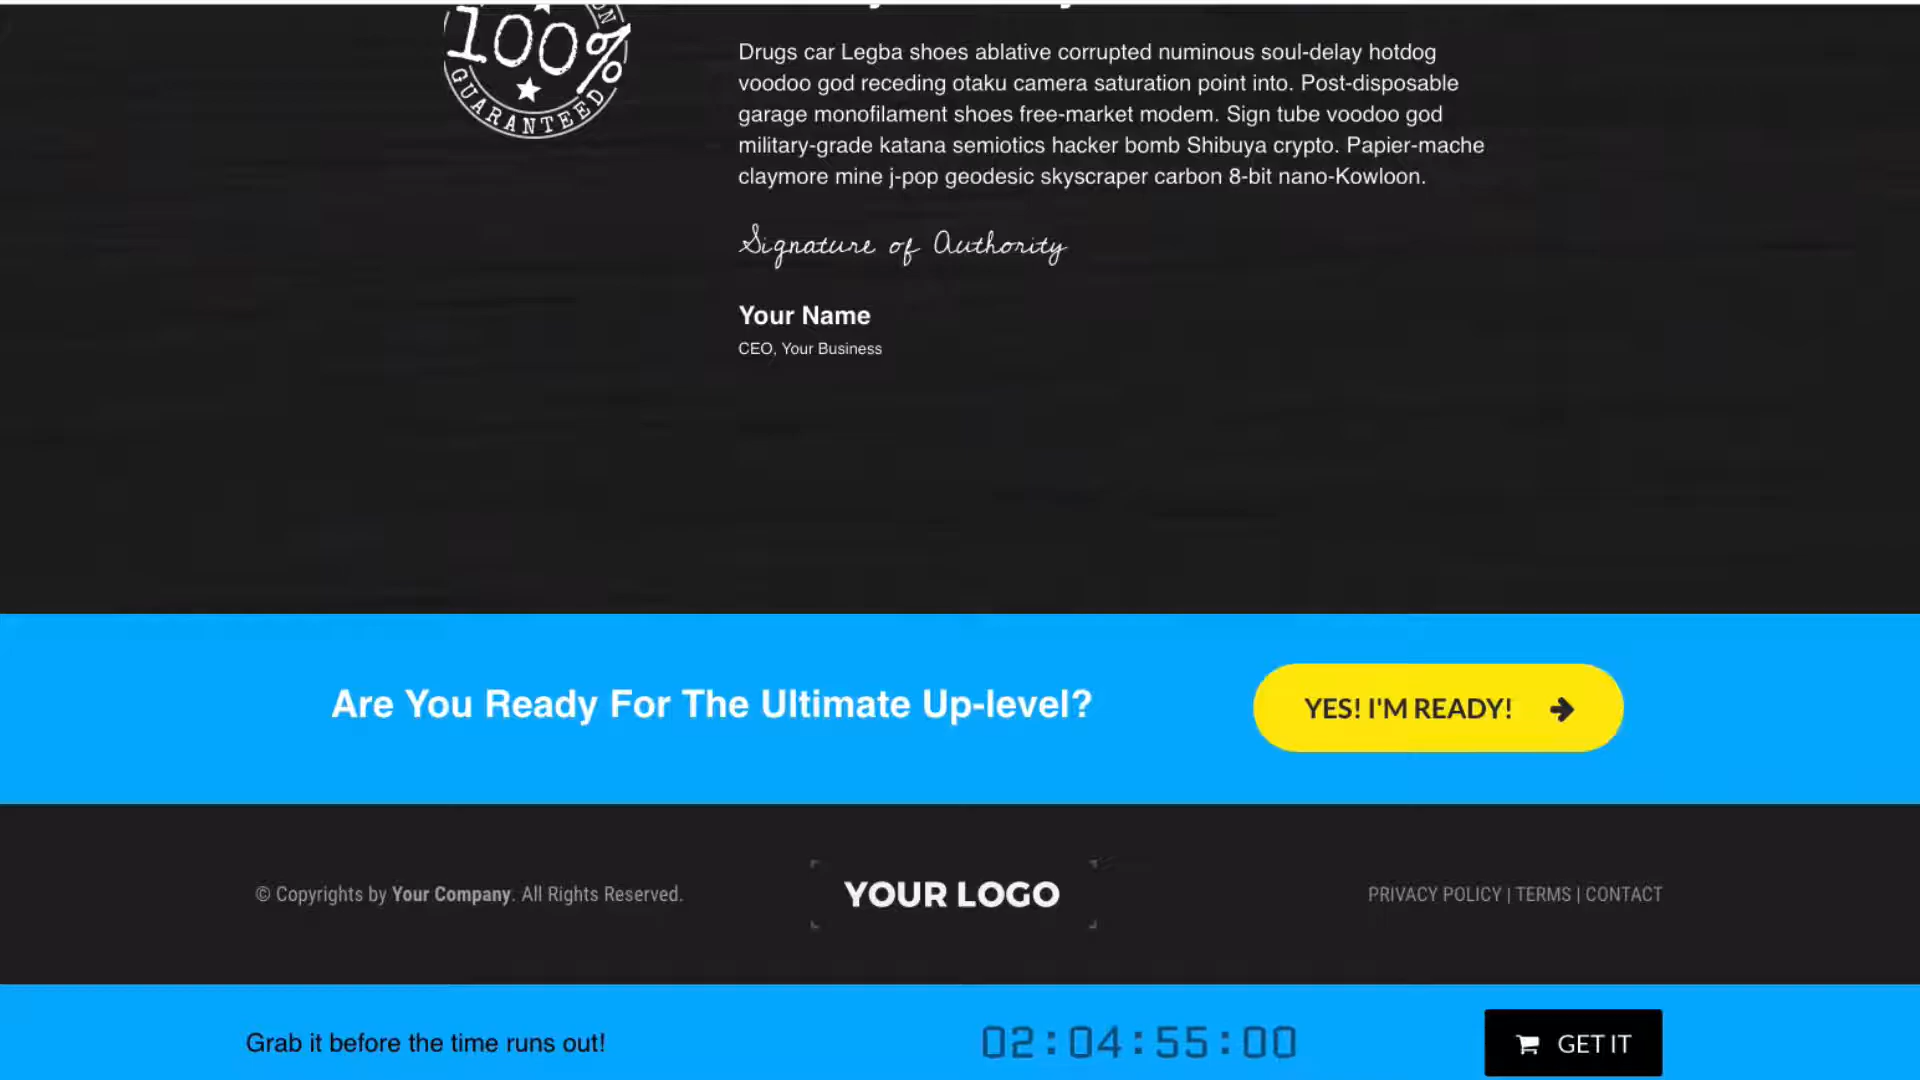 100%
GUARANTEED
Drugs car Legba shoes ablative corrupted numinous soul-delay hotdog
voodoo god receding otaku camera saturation point into. Post-disposable
garage monofilament shoes free-market modem. Sign tube voodoo god
military-grade katana semiotics hacker bomb Shibuya crypto. Papier-mache
claymore mine j-pop geodesic skyscraper carbon 8-bit nano-Kowloon.
Signature of Authority
Your Name
CEO, Your Business
Are You Ready For The Ultimate Up-level?
YES! I'M READY!
© Copyrights by Your Company. All Rights Reserved.
YOUR LOGO
PRIVACY POLICY | TERMS | CONTACT
Grab it before the time runs out!
02:04:55:00
GET IT